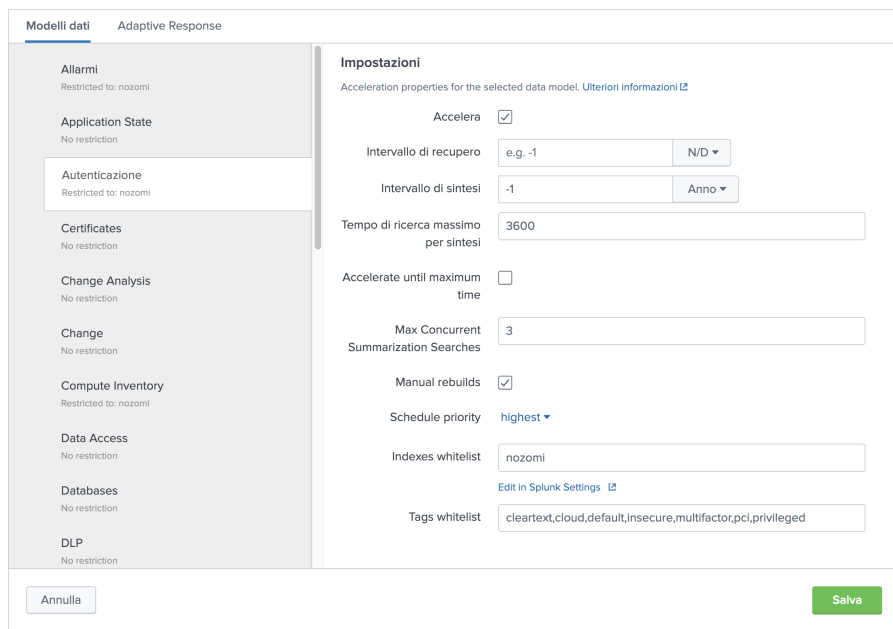 Modelli dati
Adaptive Response
Allarmi
Restricted to: nozomi
Application State
No restriction
Autenticazione
Restricted to: nozomi
Certificates
No restriction
Change Analysis
No restriction
Change
No restriction
Compute Inventory
Restricted to: nozomi
Data Access
No restriction
Databases
No restriction
DLP
No restriction
Impostazioni
Acceleration properties for the selected data model. Ulteriori informazioni
Accelera
Intervallo di recupero
e.g. -1
N/D
Intervallo di sintesi
-1
Anno
Tempo di ricerca massimo
per sintesi
3600
Accelerate until maximum
time
Max Concurrent
Summarization Searches
3
Manual rebuilds
Schedule priority
highest
Indexes whitelist
nozomi
Edit in Splunk Settings
Tags whitelist
cleartext,cloud,default,insecure,multifactor,pci,privileged
Annulla
Salva